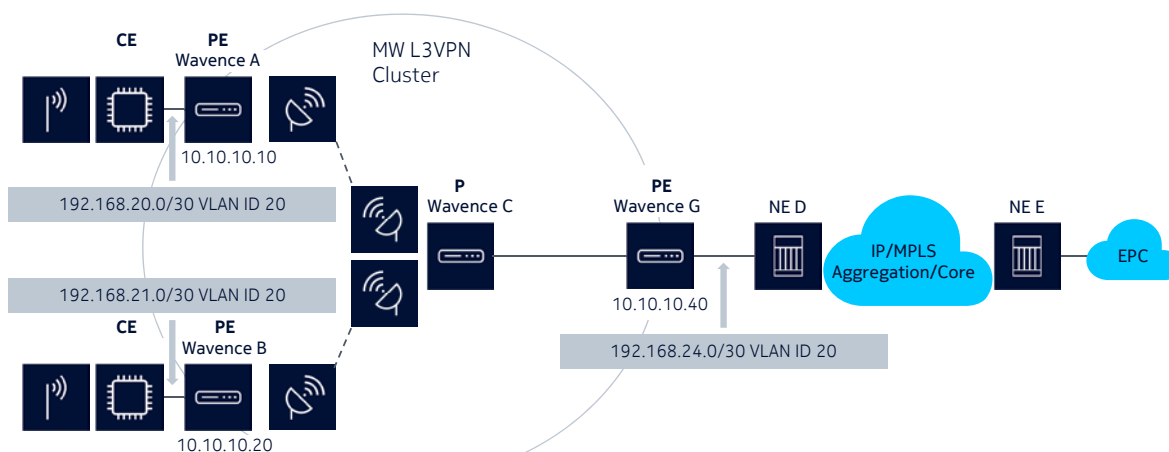 CE
PE
Wavence A
MW L3VPN
Cluster
10.10.10.10
192.168.20.0/30 VLAN ID 20
P
Wavence C
PE
Wavence G
NE D
NE E
IP/MPLS
Aggregation/Core
EPC
192.168.21.0/30 VLAN ID 20
10.10.10.40
CE
PE
Wavence B
192.168.24.0/30 VLAN ID 20
10.10.10.20